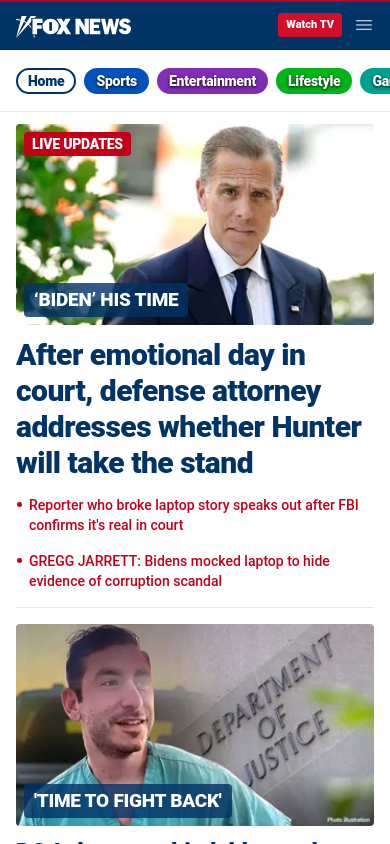 FOX NEWS
Watch TV
Home
Sports
Entertainment
Lifestyle
Ga
LIVE UPDATES
‘BIDEN’ HIS TIME
After emotional day in
court, defense attorney
addresses whether Hunter
will take the stand
• Reporter who broke laptop story speaks out after FBI
confirms it's real in court
• GREGG JARRETT: Bidens mocked laptop to hide
evidence of corruption scandal
DEPARTMENT
OF
JUSTICE
'TIME TO FIGHT BACK'
Photo Illustration